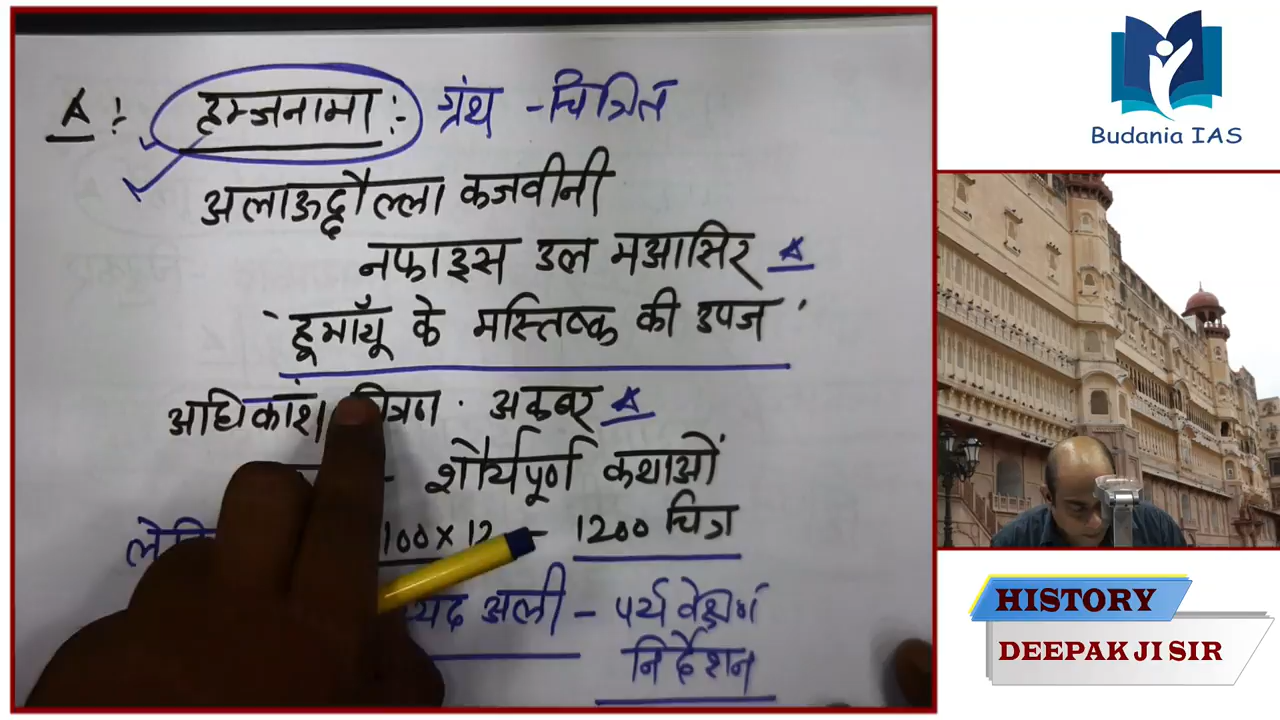 A :- हम्जनामा :- ग्रंथ - चित्रित
अलाऊद्दौल्ला कजवीनी
नफाइस उल मआसिर A
' हूमाँयू के मस्तिष्क की उपज '
अधिकांश चित्रण . अकबर A
- शौर्यपूर्ण कथाओं
100 x 12 - 1200 चित्र
अली - पर्यवेक्षण
निर्देशन
Budania IAS
HISTORY
DEEPAK JI SIR